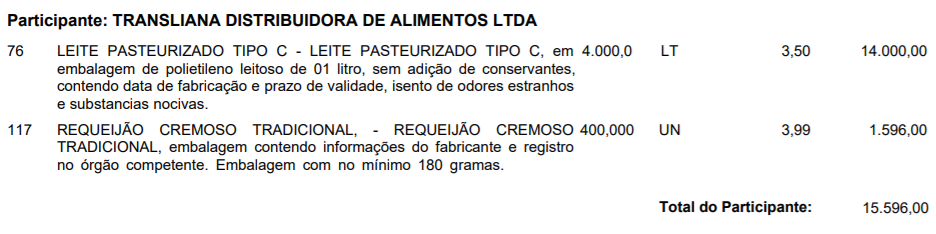 Participante: TRANSLIANA DISTRIBUIDORA DE ALIMENTOS LTDA
76 LEITE PASTEURIZADO TIPO C - LEITE PASTEURIZADO TIPO C, em 4.000,0 LT 3,50 14.000,00
embalagem de polietileno leitoso de 01 litro, sem adição de conservantes,
contendo data de fabricação e prazo de validade, isento de odores estranhos
e substancias nocivas.
117 REQUEIJÃO CREMOSO TRADICIONAL, - REQUEIJÃO CREMOSO 400,000 UN 3,99 1.596,00
TRADICIONAL, embalagem contendo informações do fabricante e registro
no órgão competente. Embalagem com no mínimo 180 gramas.
Total do Participante: 15.596,00